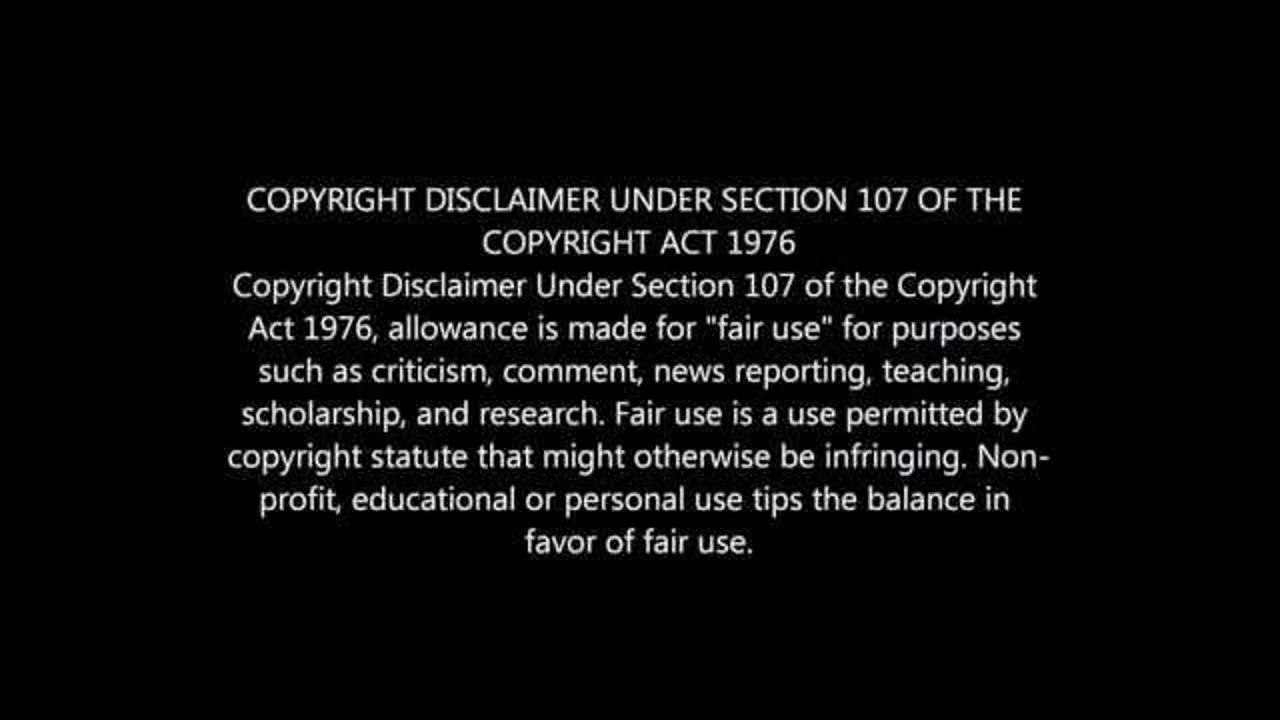 COPYRIGHT DISCLAIMER UNDER SECTION 107 OF THE
COPYRIGHT ACT 1976
Copyright Disclaimer Under Section 107 of the Copyright
Act 1976, allowance is made for "fair use" for purposes
such as criticism, comment, news reporting, teaching,
scholarship, and research. Fair use is a use permitted by
copyright statute that might otherwise be infringing. Non-
profit, educational or personal use tips the balance in
favor of fair use.